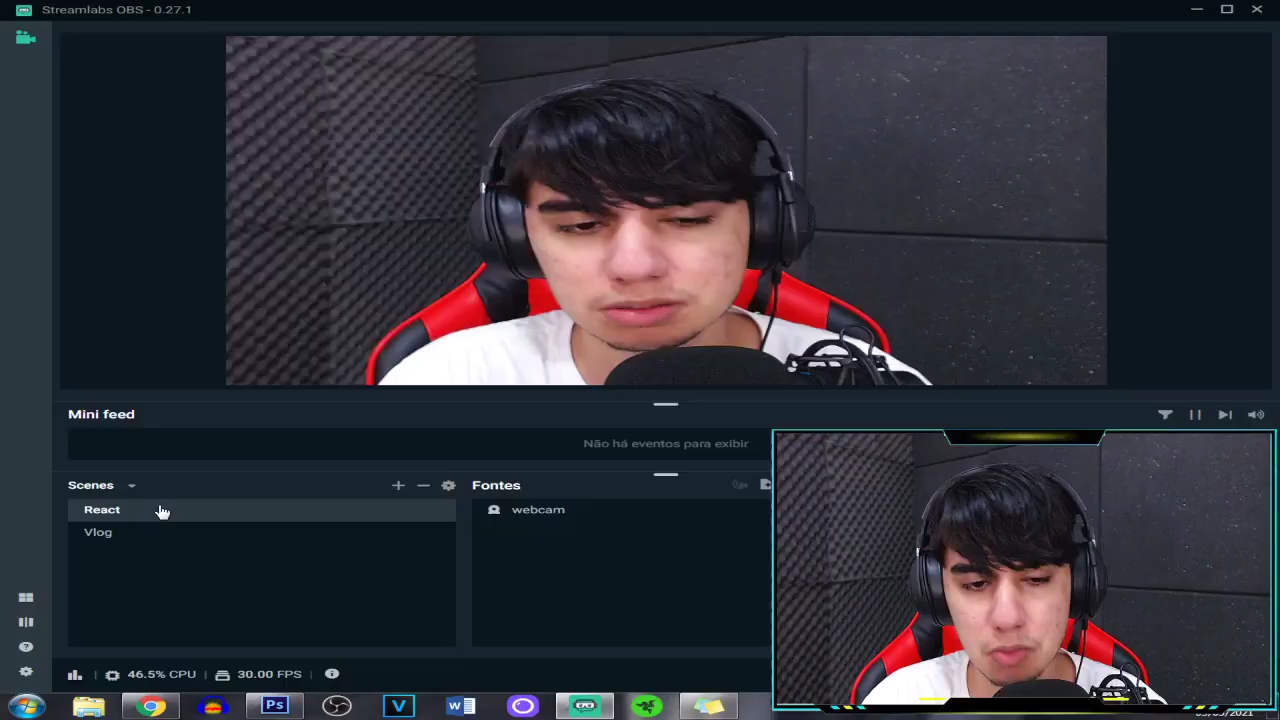 Streamlabs OBS - 0.27.1
Mini feed
Não há eventos para exibir
Scenes
Fontes
React
webcam
Vlog
46.5% CPU
30.00 FPS
Ps
V
W